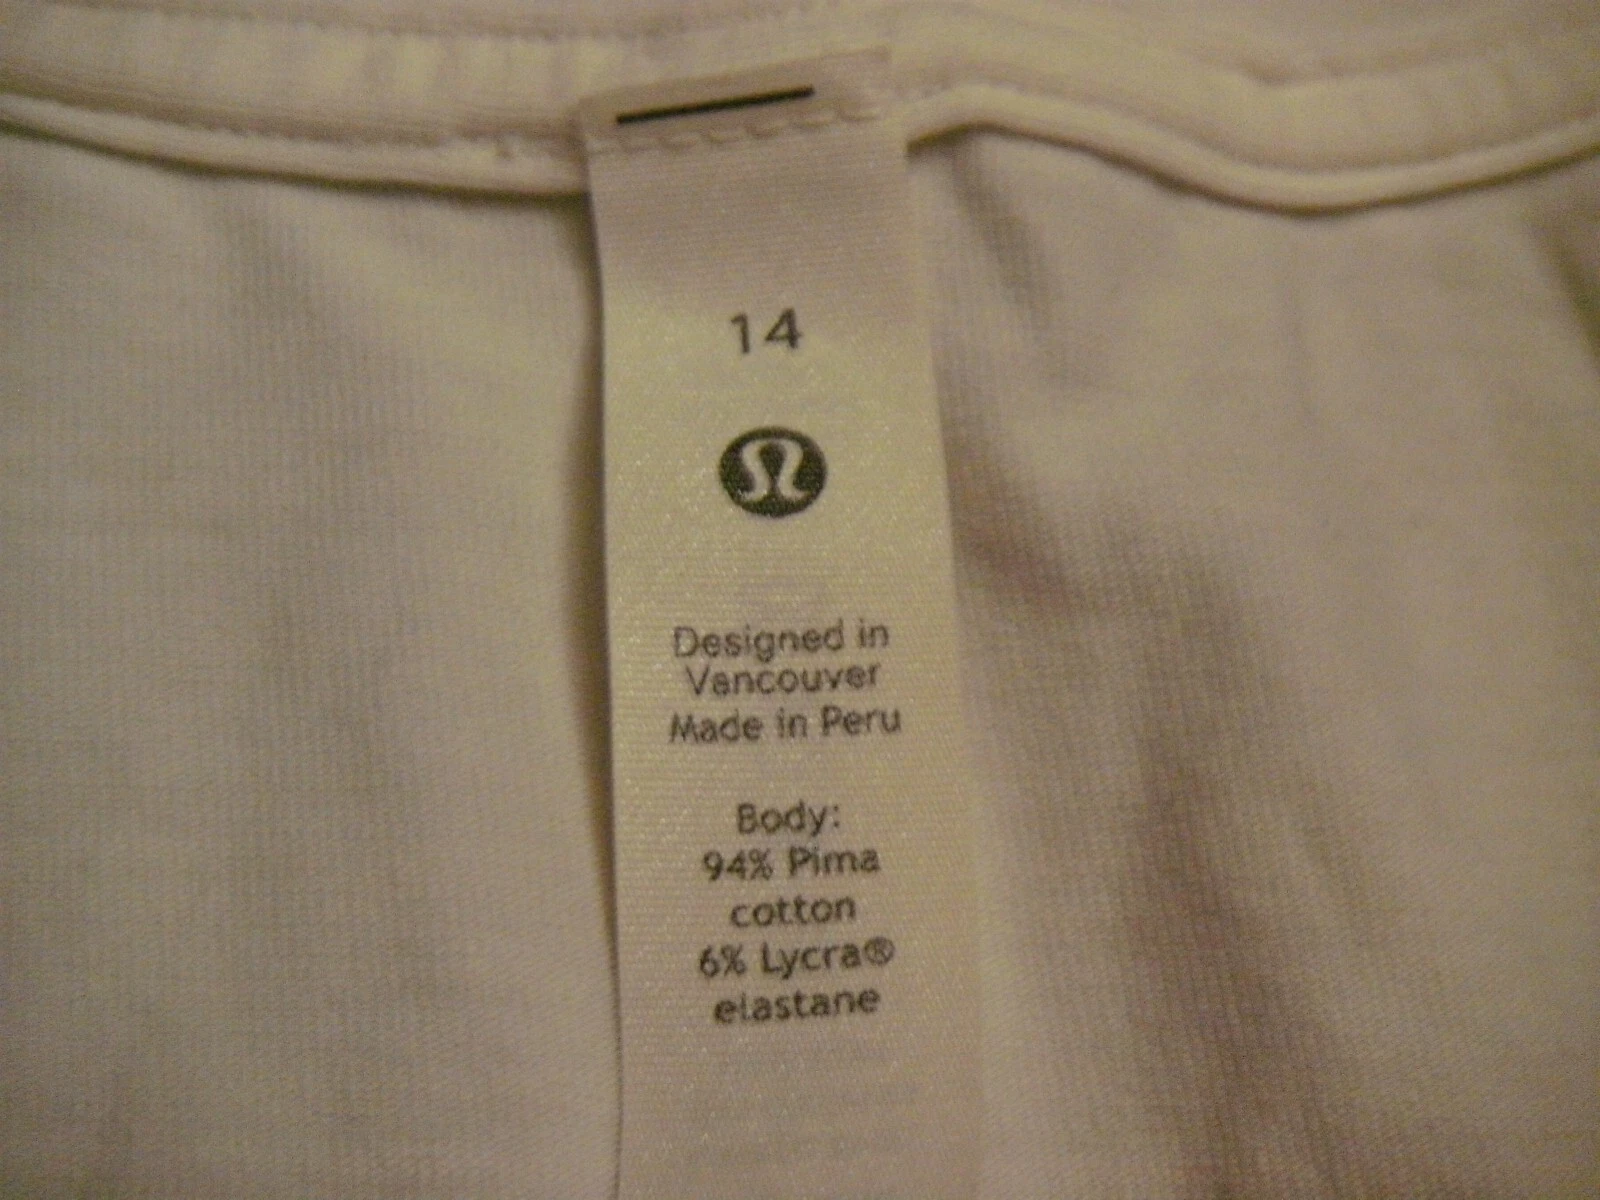 14
Designed in
Vancouver
Made in Peru
Body:
94% Pima
cotton
6% Lycra®
elastane